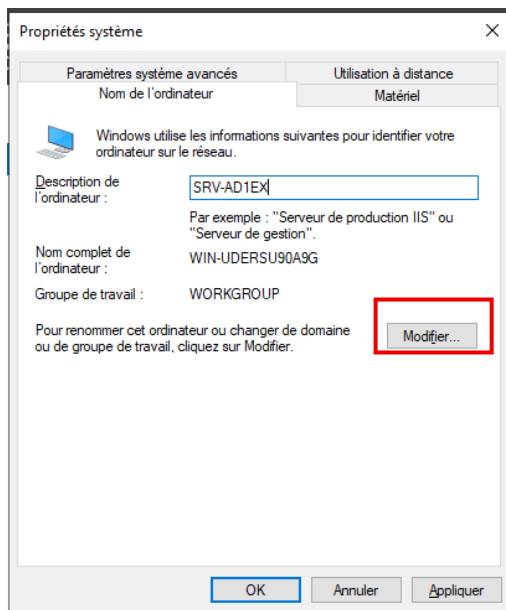 Propriétés système
Paramètres système avancés
Utilisation à distance
Nom de l'ordinateur
Matériel
Windows utilise les informations suivantes pour identifier votre
ordinateur sur le réseau.
Description de
l'ordinateur :
SRV-AD1EX
Par exemple : "Serveur de production IIS" ou
"Serveur de gestion".
Nom complet de
l'ordinateur :
WIN-UDERSU90A9G
Groupe de travail :
WORKGROUP
Pour renommer cet ordinateur ou changer de domaine
ou de groupe de travail, cliquez sur Modifier.
Modifier...
OK
Annuler
Appliquer